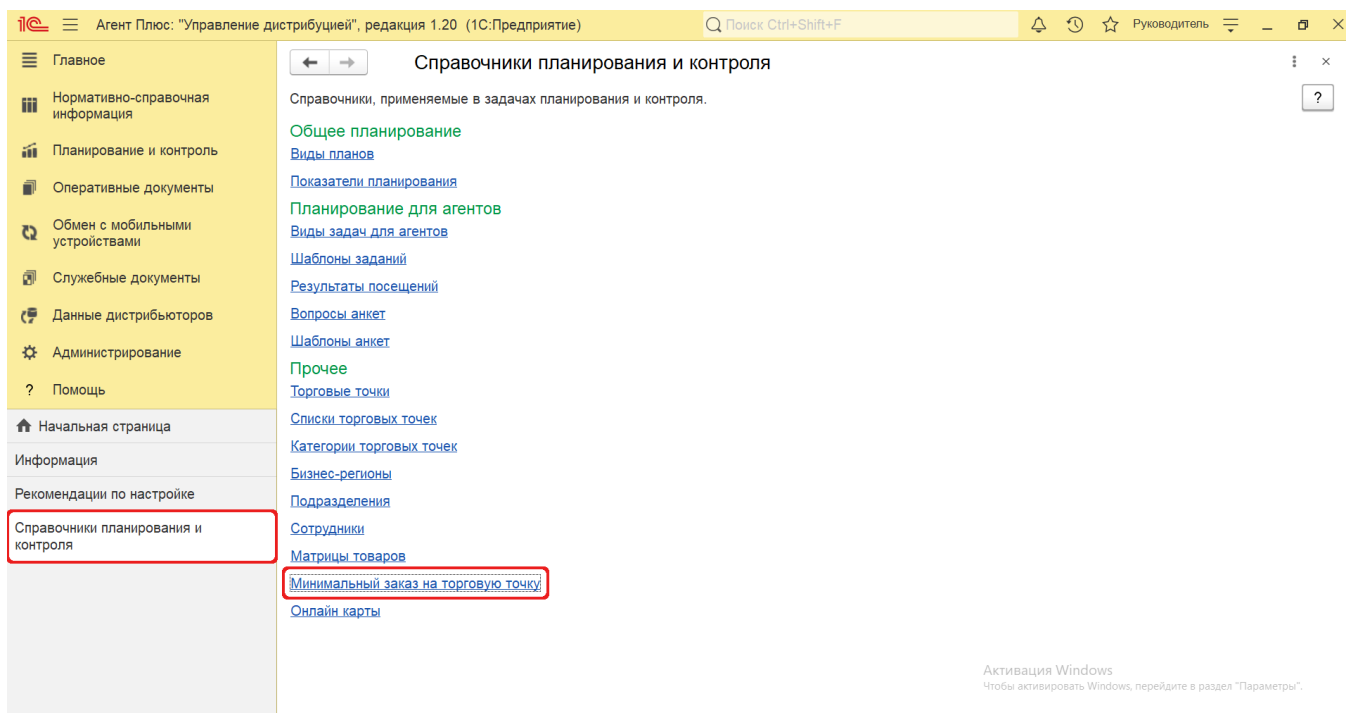 1С Агент Плюс: "Управление дистрибуцией", редакция 1.20 (1С:Предприятие) Поиск Ctrl+Shift+F Руководитель
Главное
Нормативно-справочная
информация
Планирование и контроль
Оперативные документы
Обмен с мобильными
устройствами
Служебные документы
Данные дистрибьюторов
Администрирование
? Помощь
Начальная страница
Информация
Рекомендации по настройке
Справочники планирования и
контроля
Справочники планирования и контроля
Справочники, применяемые в задачах планирования и контроля. ?
Общее планирование
Виды планов
Показатели планирования
Планирование для агентов
Виды задач для агентов
Шаблоны заданий
Результаты посещений
Вопросы анкет
Шаблоны анкет
Прочее
Торговые точки
Списки торговых точек
Категории торговых точек
Бизнес-регионы
Подразделения
Сотрудники
Матрицы товаров
Минимальный заказ на торговую точку
Онлайн карты
Активация Windows
Чтобы активировать Windows, перейдите в раздел "Параметры".